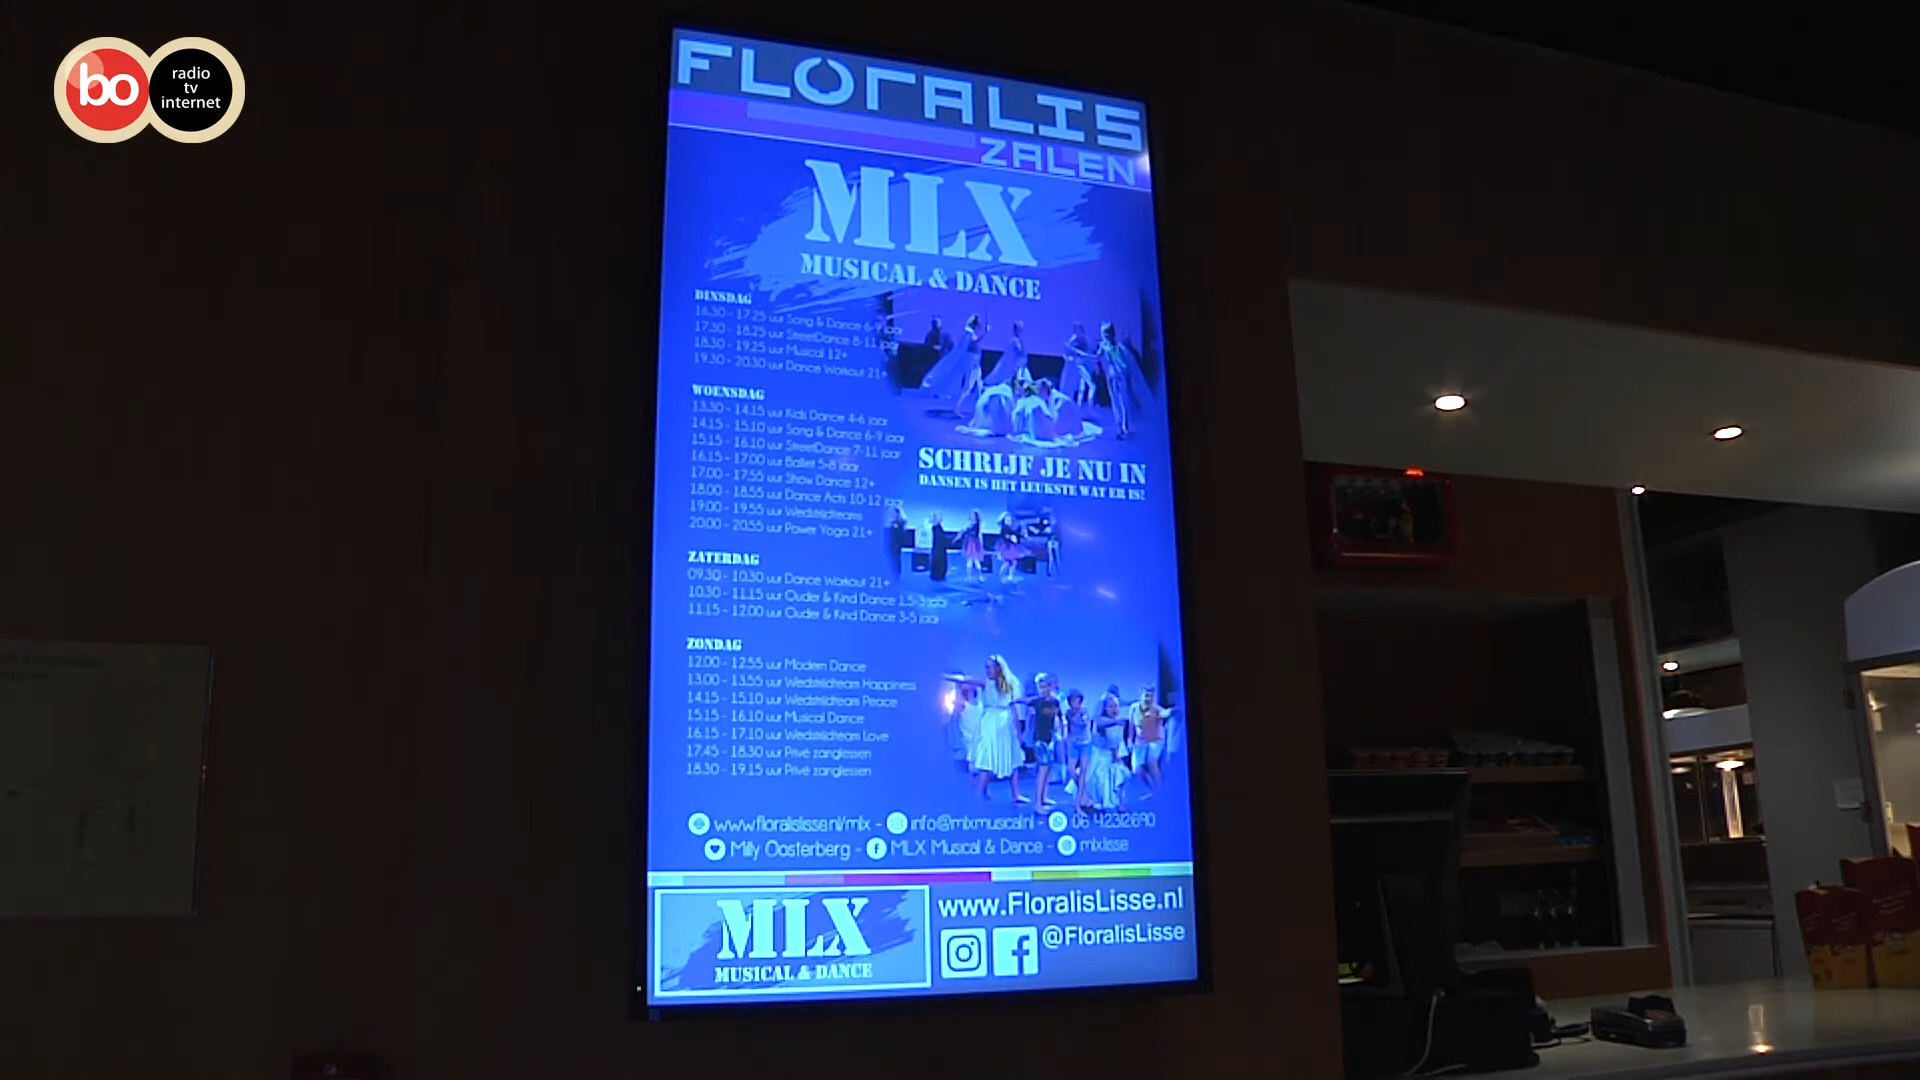 bo
radio
tv
internet
FLORALIS
ZALEN
MLX
MUSICAL & DANCE
DINSDAG
16.30 - 17.25 uur Song & Dance 6-9 jaar
17.30 - 18.25 uur StreetDance 8-11 jaar
18.30 - 19.25 uur Musical 12+
19.30 - 20.30 uur Dance Workout 21+
WOENSDAG
13.30 - 14.15 uur Kids Dance 4-6 jaar
14.15 - 15.10 uur Song & Dance 6-9 jaar
15.15 - 16.10 uur StreetDance 7-11 jaar
16.15 - 17.00 uur Ballet 5-8 jaar
17.00 - 17.55 uur Show Dance 12+
18.00 - 18.55 uur Dance Acts 10-12 jaar
19.00 - 19.55 uur Wedstrijdteams
20.00 - 20.55 uur Power Yoga 21+
SCHRIJF JE NU IN
DANSEN IS HET LEUKSTE WAT ER IS!
ZATERDAG
09.30 - 10.30 uur Dance Workout 21+
10.30 - 11.15 uur Ouder & Kind Dance 1,5-3 jaar
11.15 - 12.00 uur Ouder & Kind Dance 3-5 jaar
ZONDAG
12.00 - 12.55 uur Modern Dance
13.00 - 13.55 uur Wedstrijdteam Happiness
14.15 - 15.10 uur Wedstrijdteam Peace
15.15 - 16.10 uur Musical Dance
16.15 - 17.10 uur Wedstrijdteam Love
17.45 - 18.30 uur Privé zanglessen
18.30 - 19.15 uur Privé zanglessen
www.floralislisse.nl/mlx - info@mlxmusical.nl - 06 42312690
Milly Oosterberg - MLX Musical & Dance - mlxlisse
MLX
MUSICAL & DANCE
www.FloralisLisse.nl
@FloralisLisse